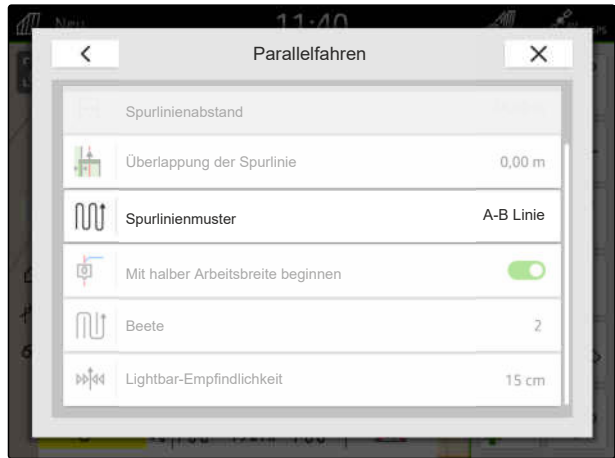 Neu 11:40
Parallelfahren
Spurlinienabstand
Überlappung der Spurlinie 0,00 m
Spurlinienmuster A-B Linie
Mit halber Arbeitsbreite beginnen
Beete 2
Lightbar-Empfindlichkeit 15 cm